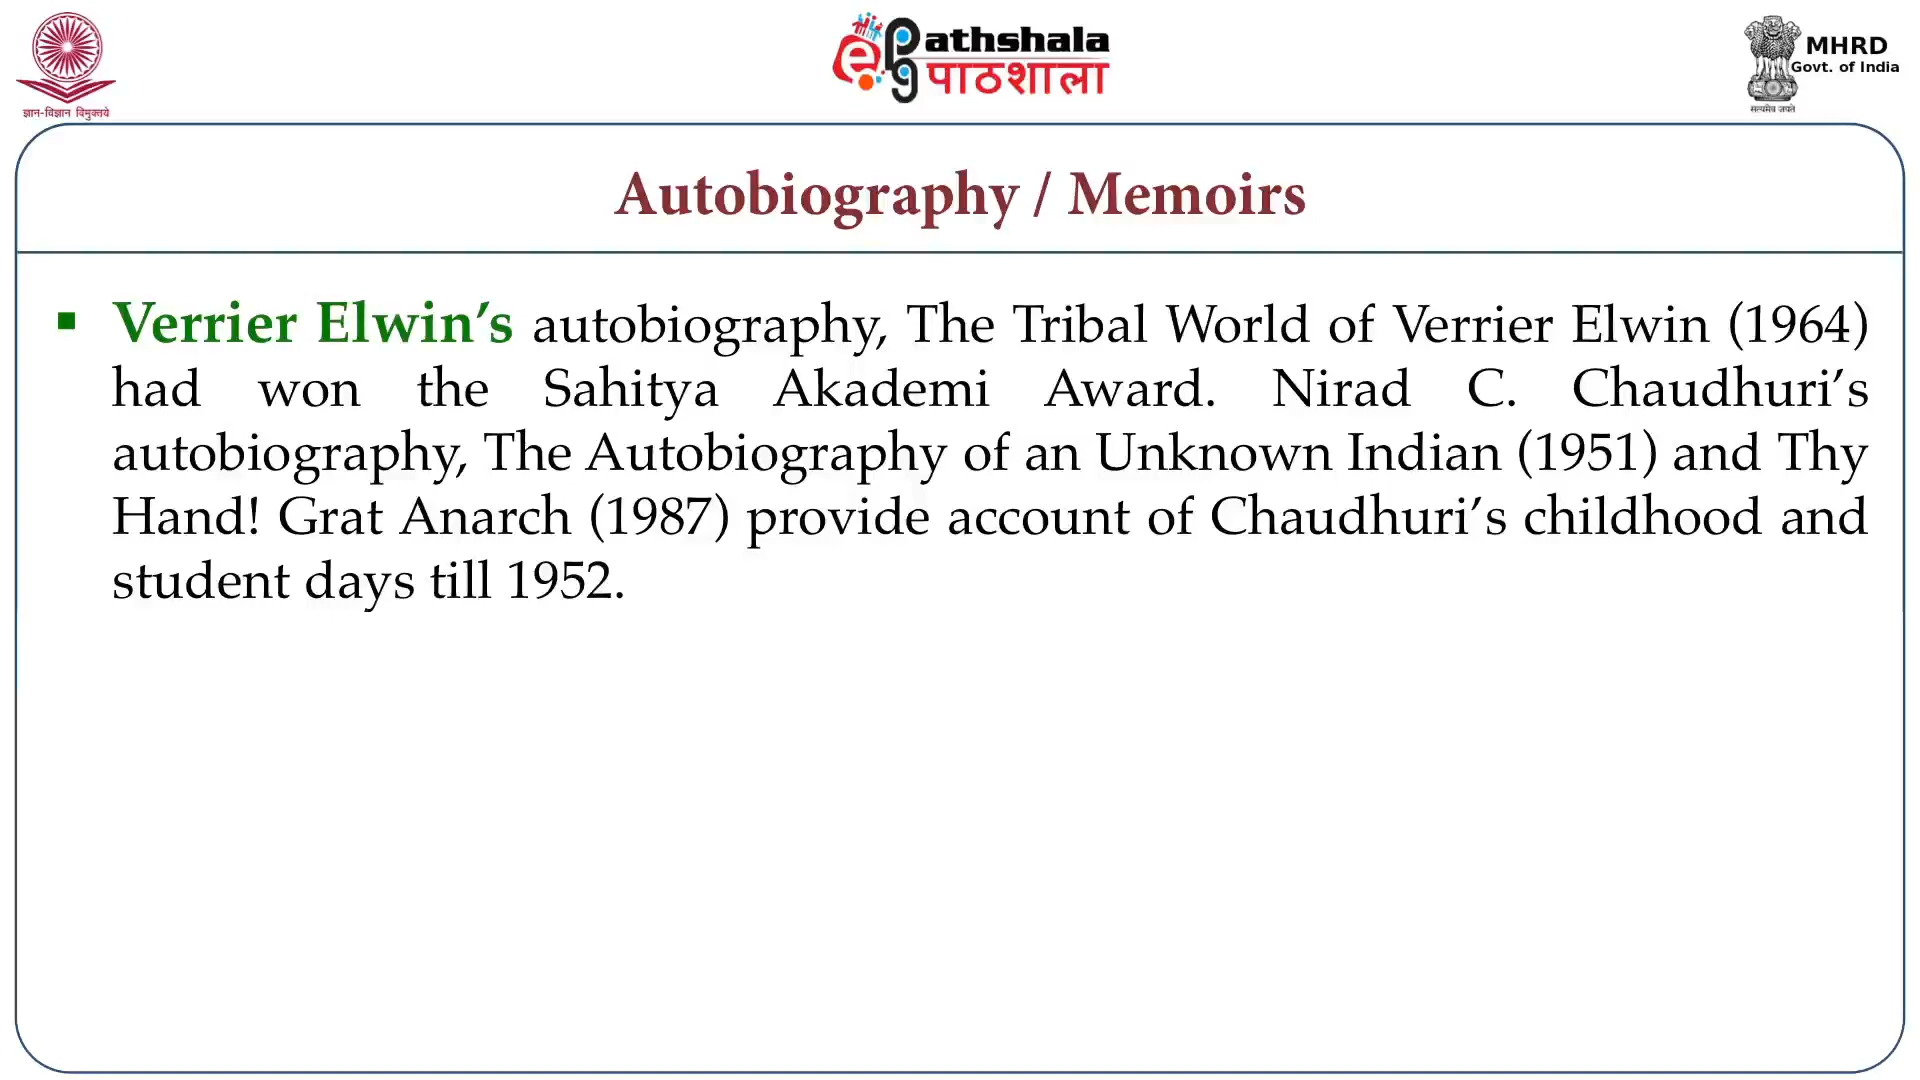 ज्ञान-विज्ञान विमुक्तये
ePg Pathshala
पाठशाला
MHRD
Govt. of India
सत्यमेव जयते
Autobiography / Memoirs
▪ Verrier Elwin’s autobiography, The Tribal World of Verrier Elwin (1964)
had won the Sahitya Akademi Award. Nirad C. Chaudhuri’s
autobiography, The Autobiography of an Unknown Indian (1951) and Thy
Hand! Grat Anarch (1987) provide account of Chaudhuri’s childhood and
student days till 1952.